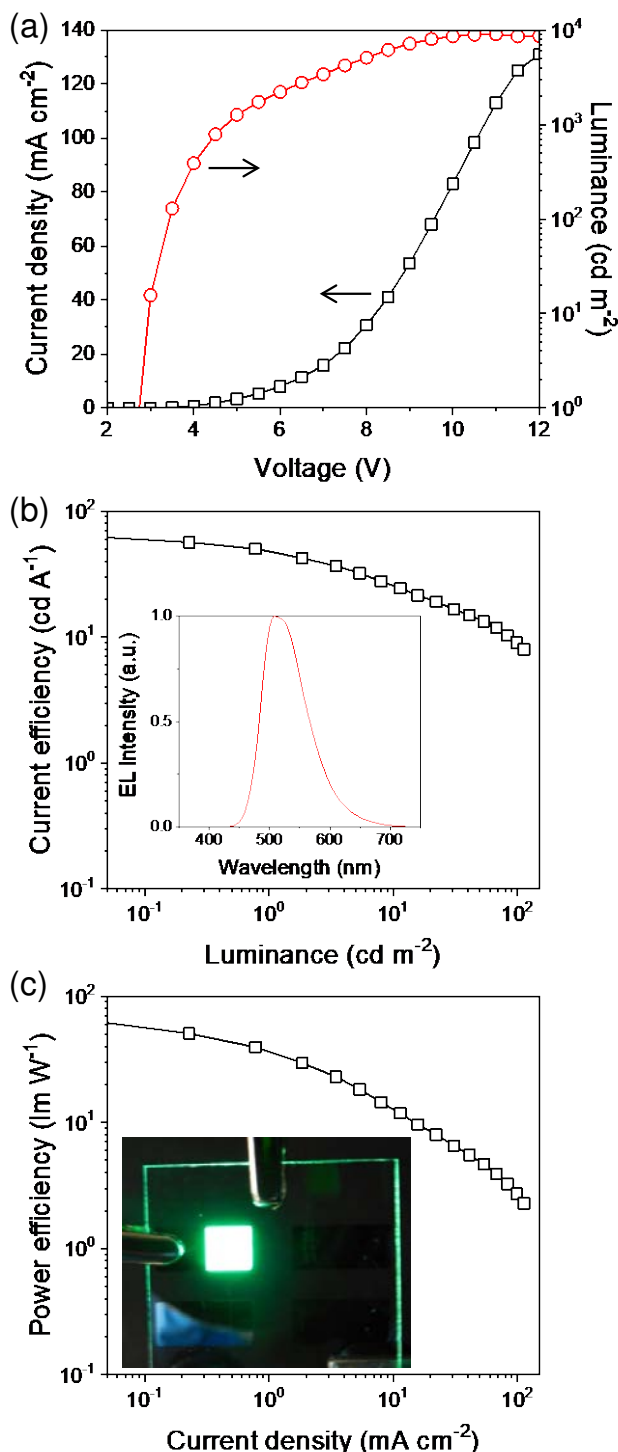 (a)
140
120
100
80
60
40
20
0
Current density (mA cm⁻²)
10⁴
10³
10²
10¹
10⁰
Luminance (cd m⁻²)
2 4 6 8 10 12
Voltage (V)
(b)
10²
10¹
10⁰
10⁻¹
Current efficiency (cd A⁻¹)
1.0
0.5
0.0
EL Intensity (a.u.)
400 500 600 700
Wavelength (nm)
10⁻¹ 10⁰ 10¹ 10²
Luminance (cd m⁻²)
(c)
10²
10¹
10⁰
10⁻¹
Power efficiency (lm W⁻¹)
10⁻¹ 10⁰ 10¹ 10²
Current density (mA cm⁻²)